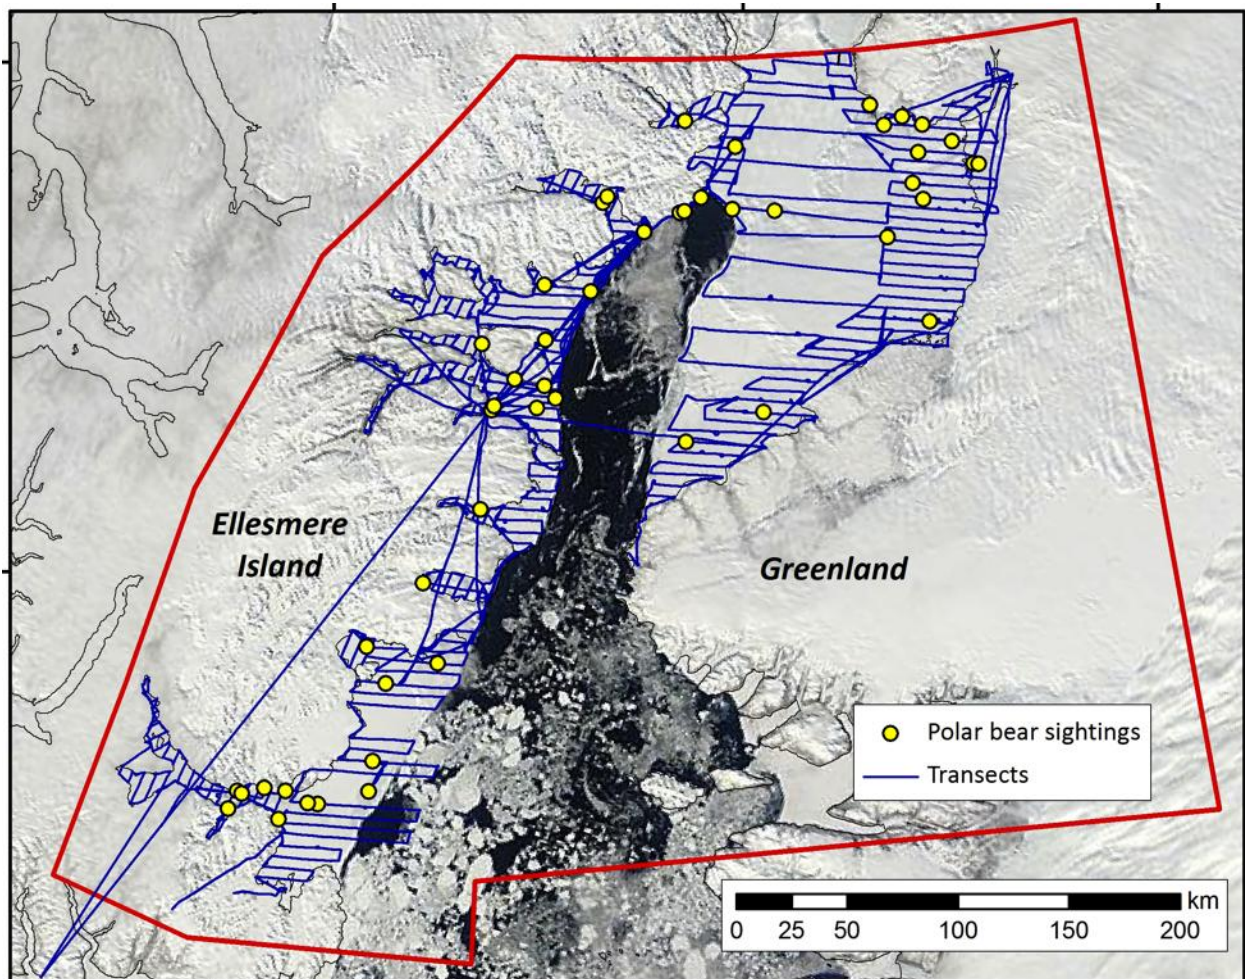 Ellesmere
Island
Greenland
Polar bear sightings
Transects
km
0 25 50 100 150 200